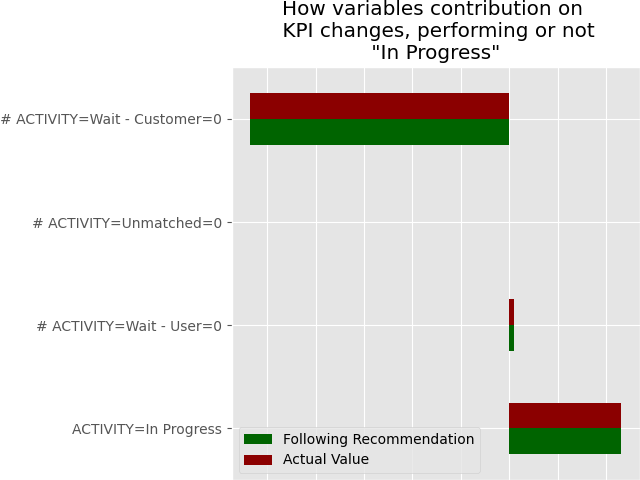 How variables contribution on
KPI changes, performing or not
"In Progress"
# ACTIVITY=Wait - Customer=0
# ACTIVITY=Unmatched=0
# ACTIVITY=Wait - User=0
ACTIVITY=In Progress
Following Recommendation
Actual Value